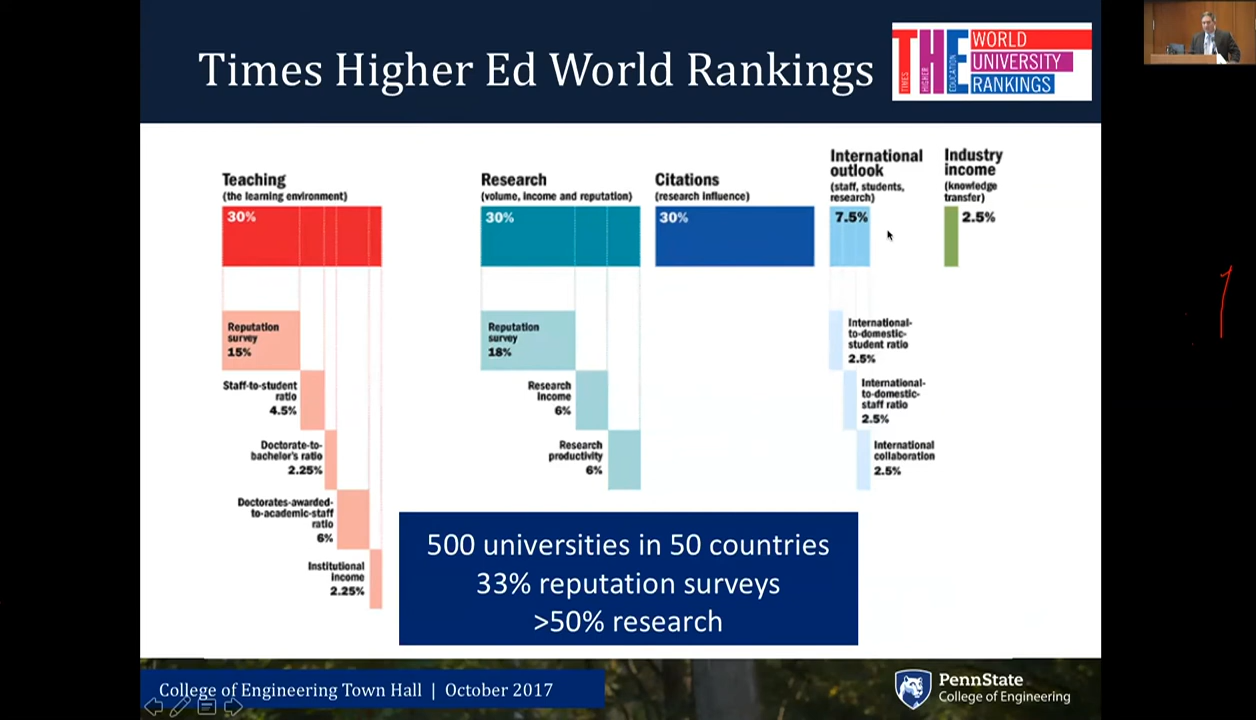 Times Higher Ed World Rankings
THE
TIMES
HIGHER
EDUCATION
WORLD
UNIVERSITY
RANKINGS
Teaching
(the learning environment)
30%
Reputation
survey
15%
Staff-to-student
ratio
4.5%
Doctorate-to-
bachelor's ratio
2.25%
Doctorates-awarded-
to-academic-staff
ratio
6%
Institutional
income
2.25%
Research
(volume, income and reputation)
30%
Reputation
survey
18%
Research
income
6%
Research
productivity
6%
Citations
(research influence)
30%
International
outlook
(staff, students,
research)
7.5%
International-
to-domestic-
student ratio
2.5%
International-
to-domestic-
staff ratio
2.5%
International
collaboration
2.5%
Industry
income
(knowledge
transfer)
2.5%
500 universities in 50 countries
33% reputation surveys
>50% research
College of Engineering Town Hall | October 2017
PennState
College of Engineering